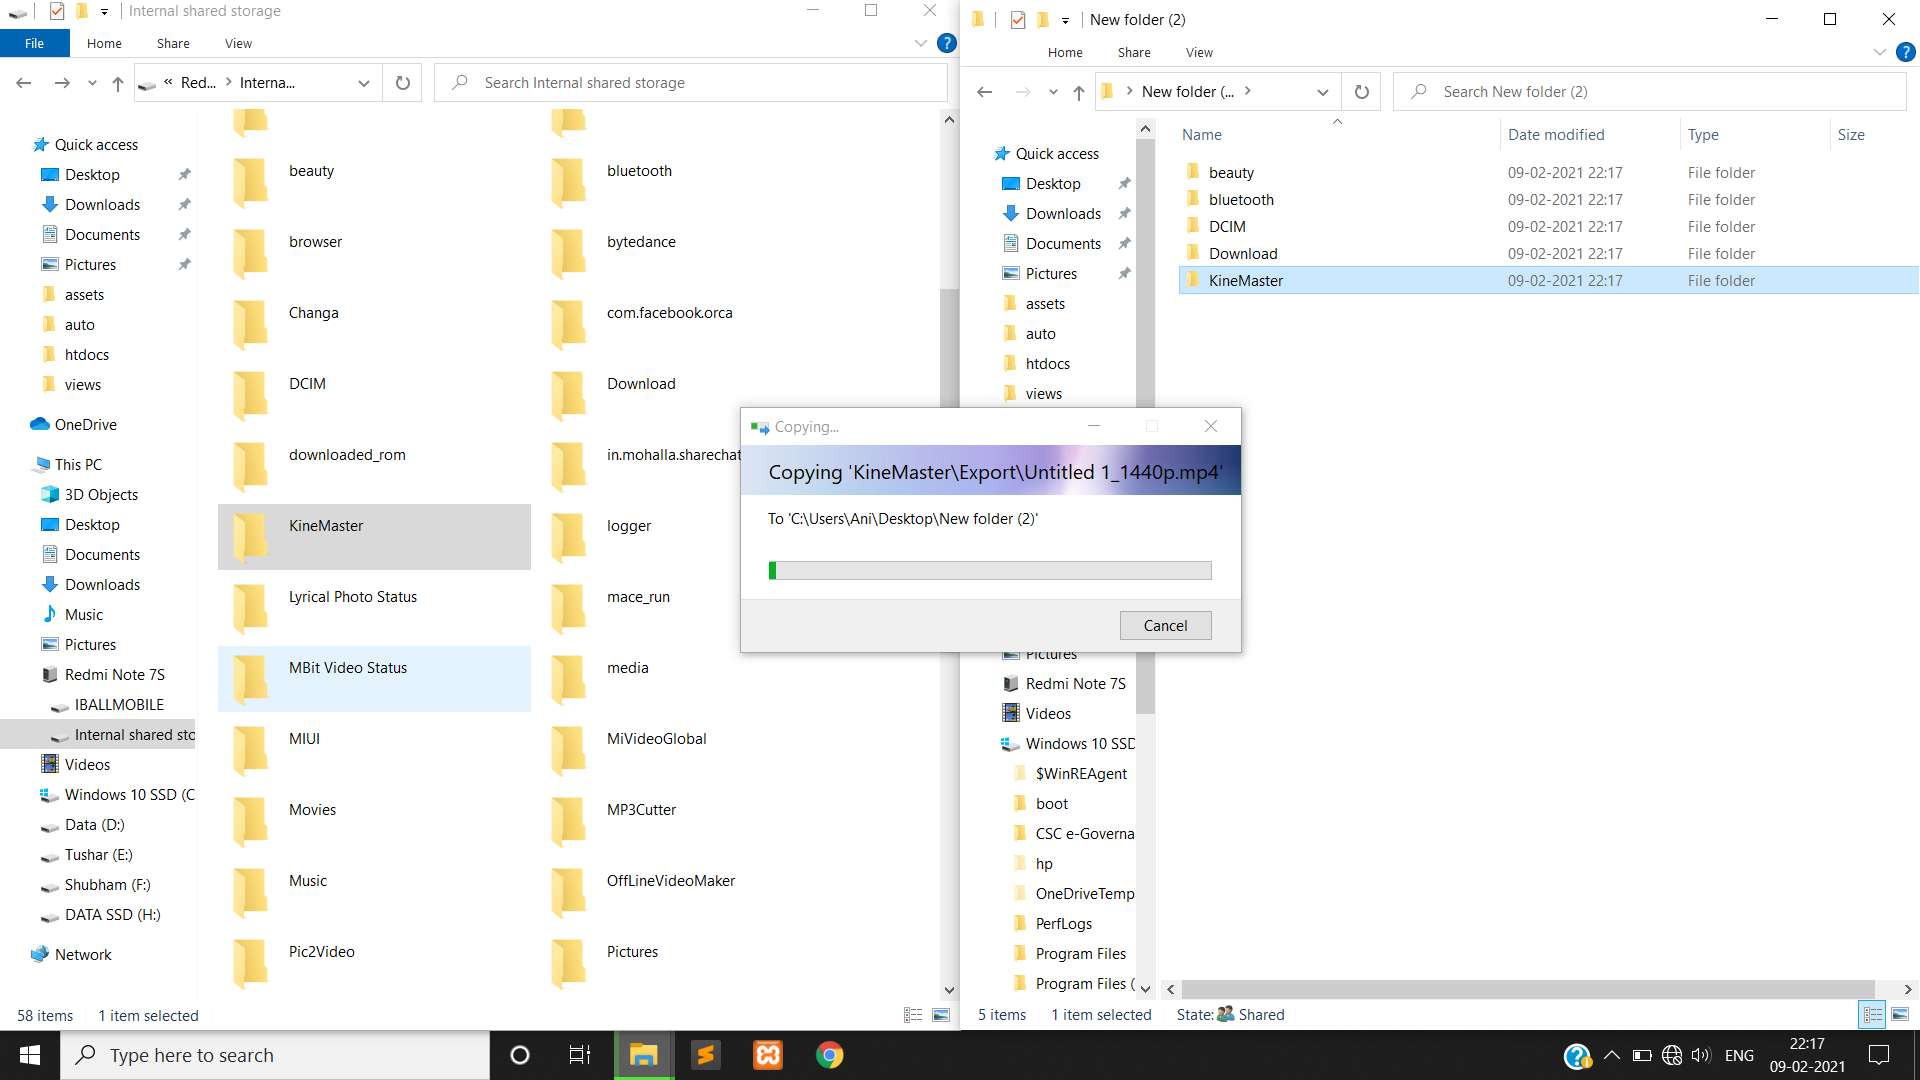 Internal shared storage
File
Home
Share
View
Red...
Interna...
Search Internal shared storage
Quick access
Desktop
Downloads
Documents
Pictures
assets
auto
htdocs
views
OneDrive
This PC
3D Objects
Desktop
Documents
Downloads
Music
Pictures
Redmi Note 7S
IBALLMOBILE
Internal shared sto
Videos
Windows 10 SSD (C
Data (D:)
Tushar (E:)
Shubham (F:)
DATA SSD (H:)
Network
beauty
bluetooth
browser
bytedance
Changa
com.facebook.orca
DCIM
Download
downloaded_rom
in.mohalla.sharechat
KineMaster
logger
Lyrical Photo Status
mace_run
MBit Video Status
media
MIUI
MiVideoGlobal
Movies
MP3Cutter
Music
OffLineVideoMaker
Pic2Video
Pictures
58 items
1 item selected
New folder (2)
Home
Share
View
New folder (...
Search New folder (2)
Quick access
Desktop
Downloads
Documents
Pictures
assets
auto
htdocs
views
Pictures
Redmi Note 7S
Videos
Windows 10 SSD
$WinREAgent
boot
CSC e-Governa
hp
OneDriveTemp
PerfLogs
Program Files
Program Files (
Name
Date modified
Type
Size
beauty 09-02-2021 22:17 File folder
bluetooth 09-02-2021 22:17 File folder
DCIM 09-02-2021 22:17 File folder
Download 09-02-2021 22:17 File folder
KineMaster 09-02-2021 22:17 File folder
5 items
1 item selected
State: Shared
Copying...
Copying 'KineMaster\Export\Untitled 1_1440p.mp4'
To 'C:\Users\Ani\Desktop\New folder (2)'
Cancel
Type here to search
ENG
22:17
09-02-2021